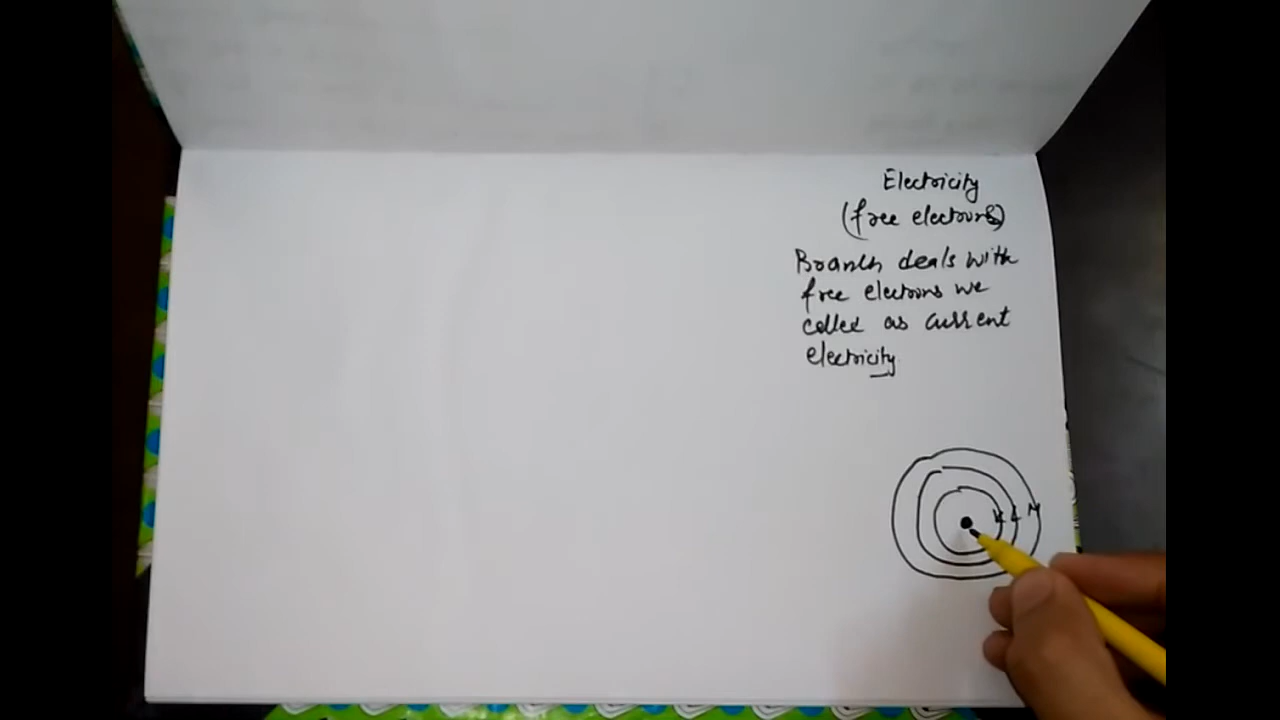 Electricity
(free electrons)
Branch deals with
free electrons we
called as current
electricity
K L M